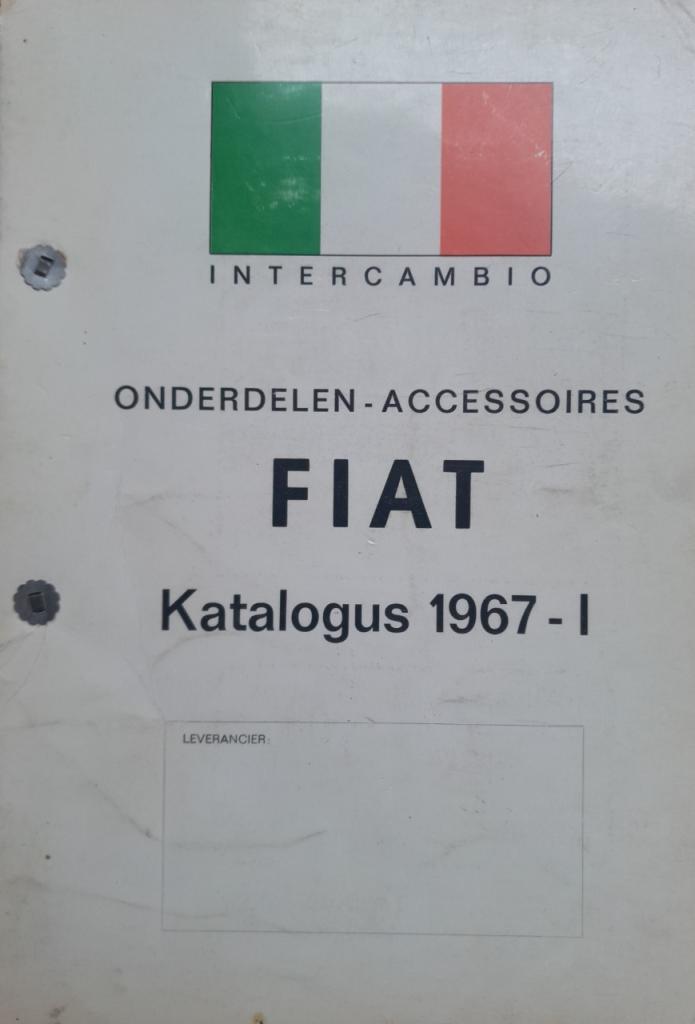 INTERCAMBIO
ONDERDELEN - ACCESSOIRES
FIAT
Katalogus 1967 - I
LEVERANCIER: